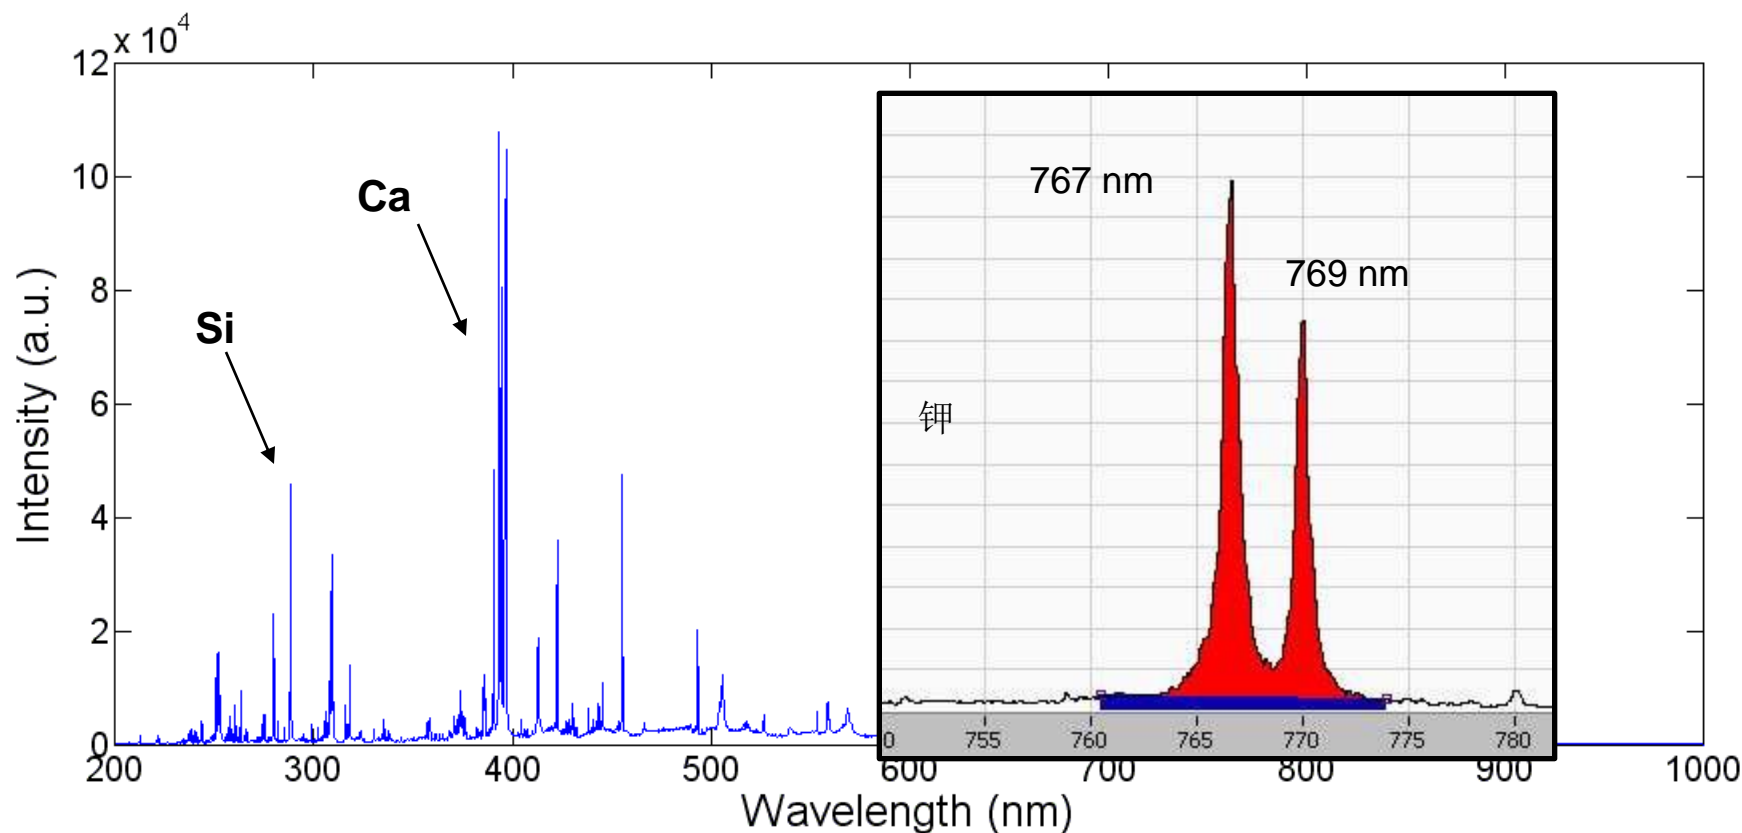 x 10⁴
12
10
8
6
4
2
0
Intensity (a.u.)
Si
Ca
767 nm
769 nm
钾
0 755 760 765 770 775 780
200 300 400 500 600 700 800 900 1000
Wavelength (nm)